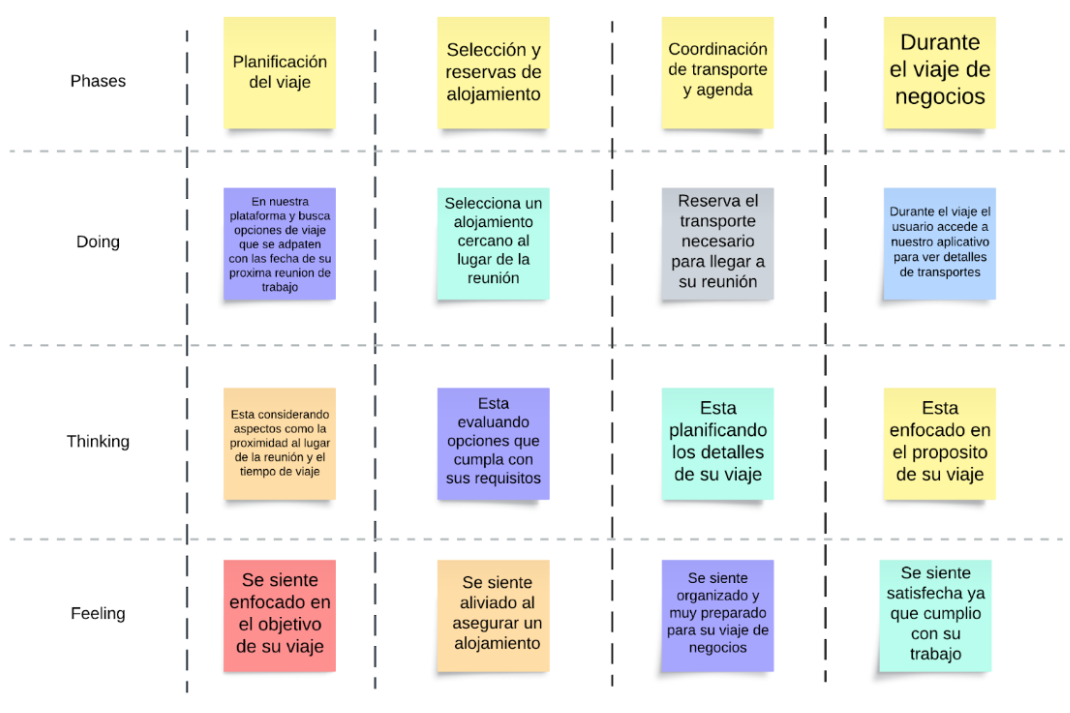 Phases
Planificación
del viaje
Selección y
reservas de
alojamiento
Coordinación
de transporte
y agenda
Durante
el viaje de
negocios
Doing
En nuestra
plataforma y busca
opciones de viaje
que se adpaten
con las fecha de su
proxima reunion de
trabajo
Selecciona un
alojamiento
cercano al
lugar de la
reunión
Reserva el
transporte
necesario
para llegar a
su reunión
Durante el viaje el
usuario accede a
nuestro aplicativo
para ver detalles
de transportes
Thinking
Esta considerando
aspectos como la
proximidad al lugar
de la reunión y el
tiempo de viaje
Esta
evaluando
opciones que
cumpla con
sus requisitos
Esta
planificando
los detalles
de su viaje
Esta
enfocado en
el proposito
de su viaje
Feeling
Se siente
enfocado en
el objetivo
de su viaje
Se siente
aliviado al
asegurar un
alojamiento
Se siente
organizado y
muy preparado
para su viaje de
negocios
Se siente
satisfecha ya
que cumplio
con su
trabajo